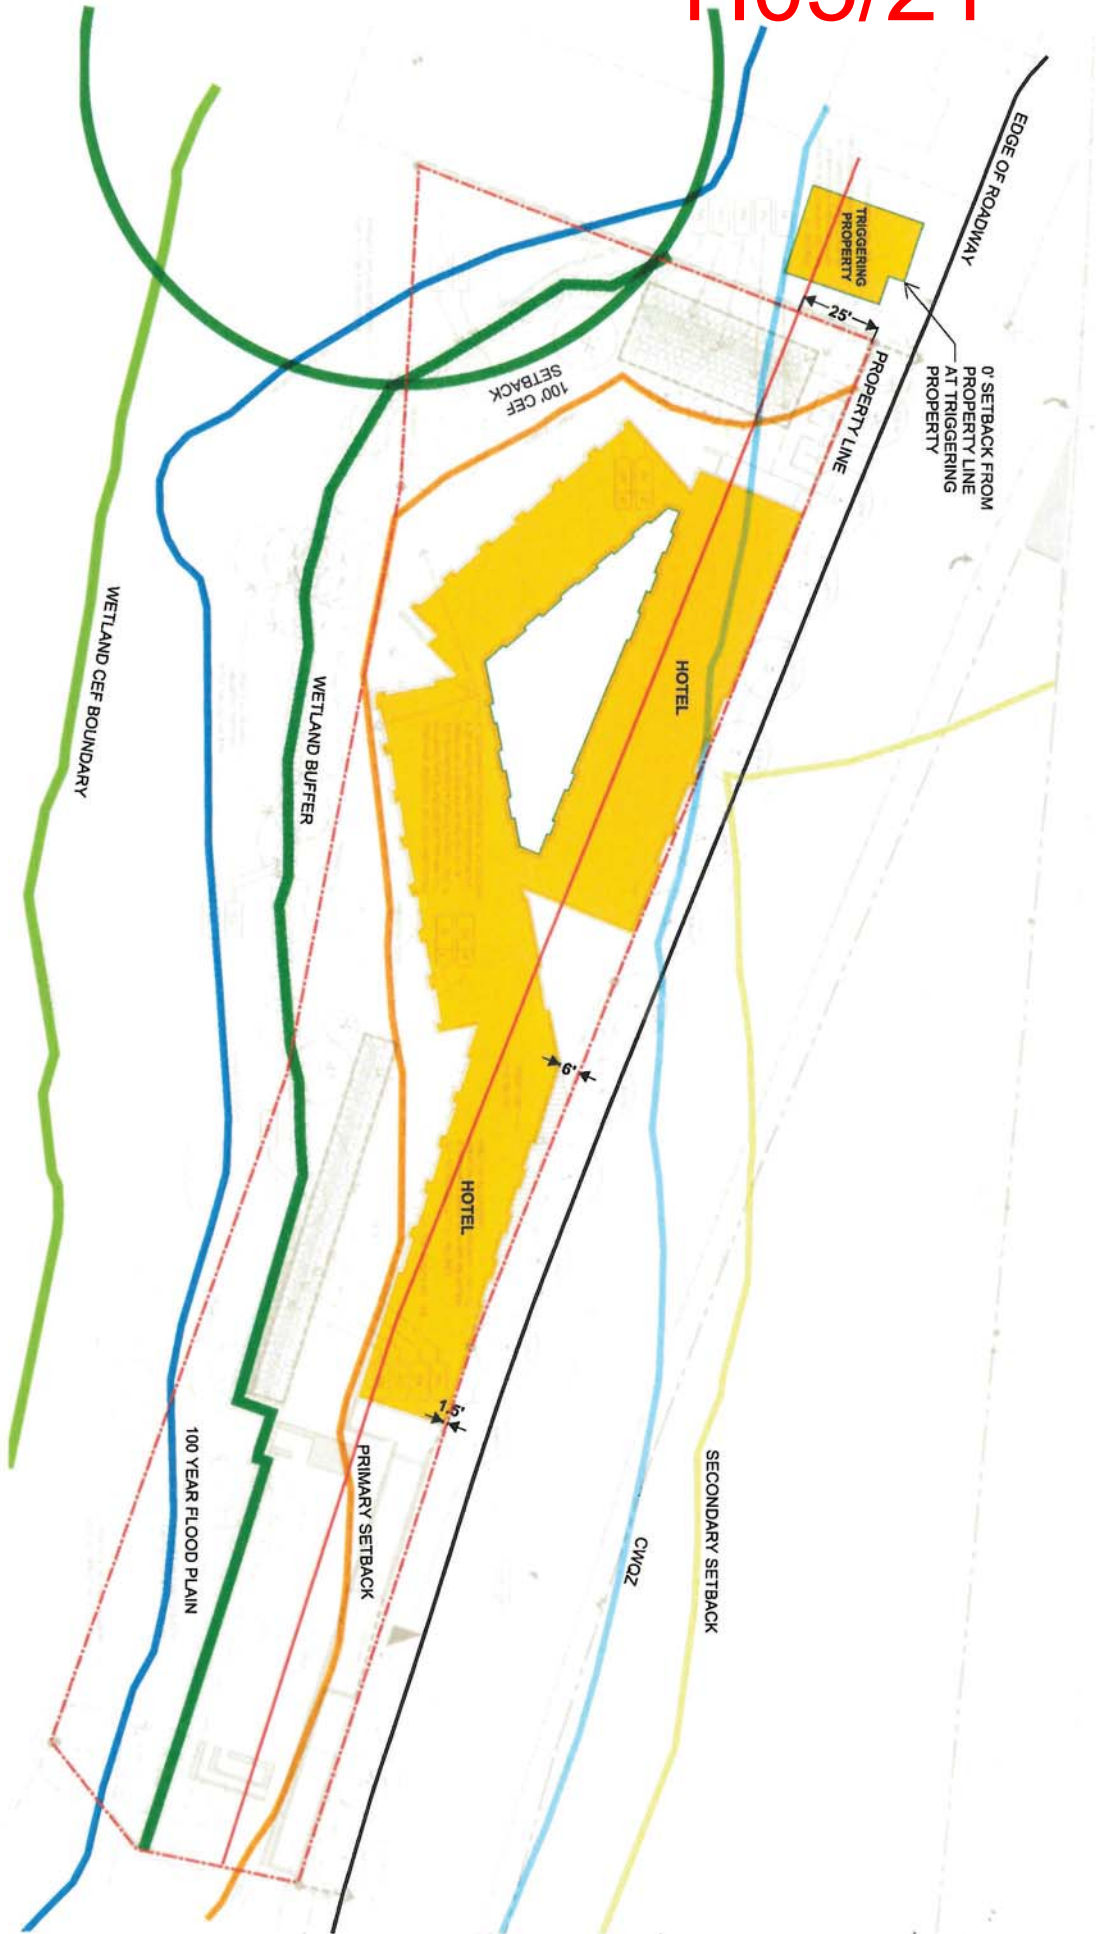 EDGE OF ROADWAY
TRIGGERING
PROPERTY
25'
0' SETBACK FROM
PROPERTY LINE
AT TRIGGERING
PROPERTY
PROPERTY LINE
100' CEF
SETBACK
HOTEL
WETLAND CEF BOUNDARY
WETLAND BUFFER
6'
HOTEL
1.5'
100 YEAR FLOOD PLAIN
PRIMARY SETBACK
SECONDARY SETBACK
CWQZ